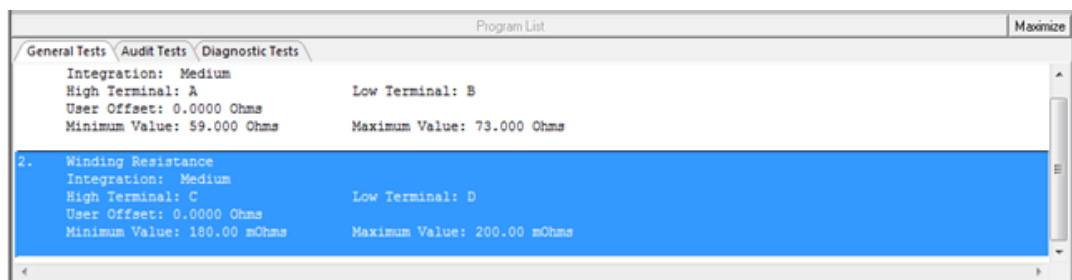 Program List
Maximize
General Tests Audit Tests Diagnostic Tests
Integration: Medium
High Terminal: A Low Terminal: B
User Offset: 0.0000 Ohms
Minimum Value: 59.000 Ohms Maximum Value: 73.000 Ohms
2. Winding Resistance
Integration: Medium
High Terminal: C Low Terminal: D
User Offset: 0.0000 Ohms
Minimum Value: 180.00 mOhms Maximum Value: 200.00 mOhms